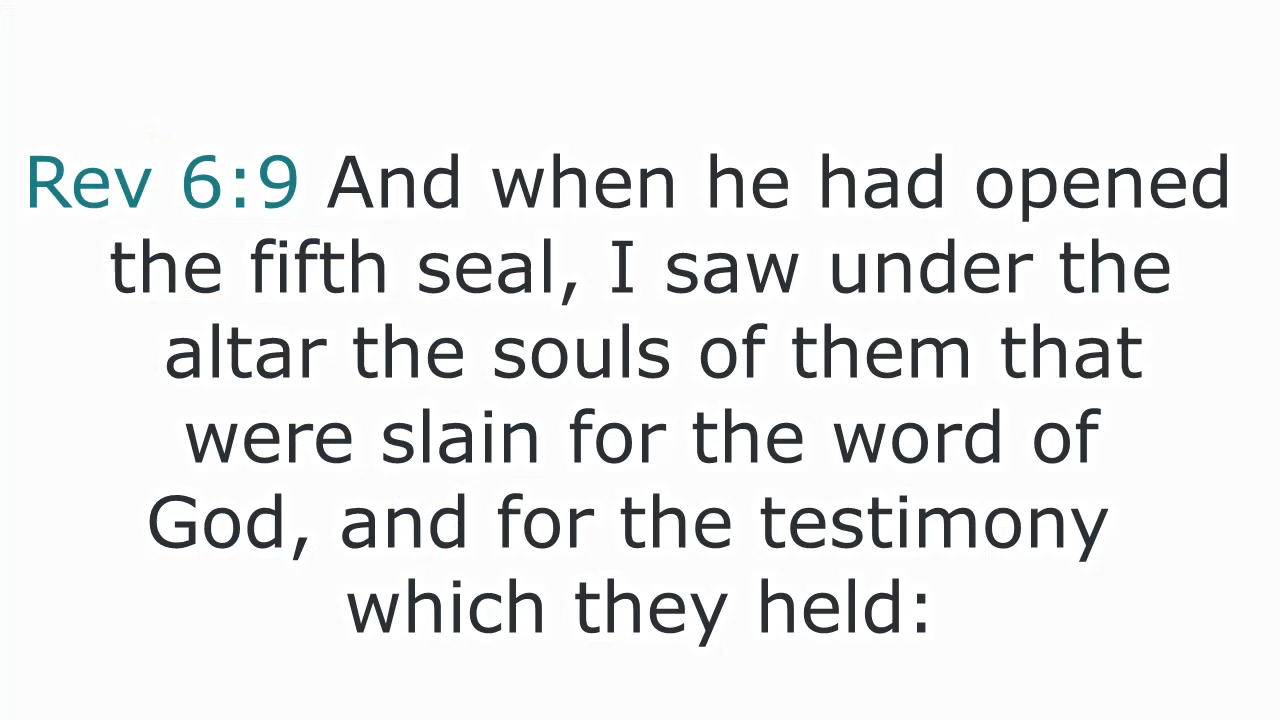 Rev 6:9 And when he had opened
the fifth seal, I saw under the
altar the souls of them that
were slain for the word of
God, and for the testimony
which they held: